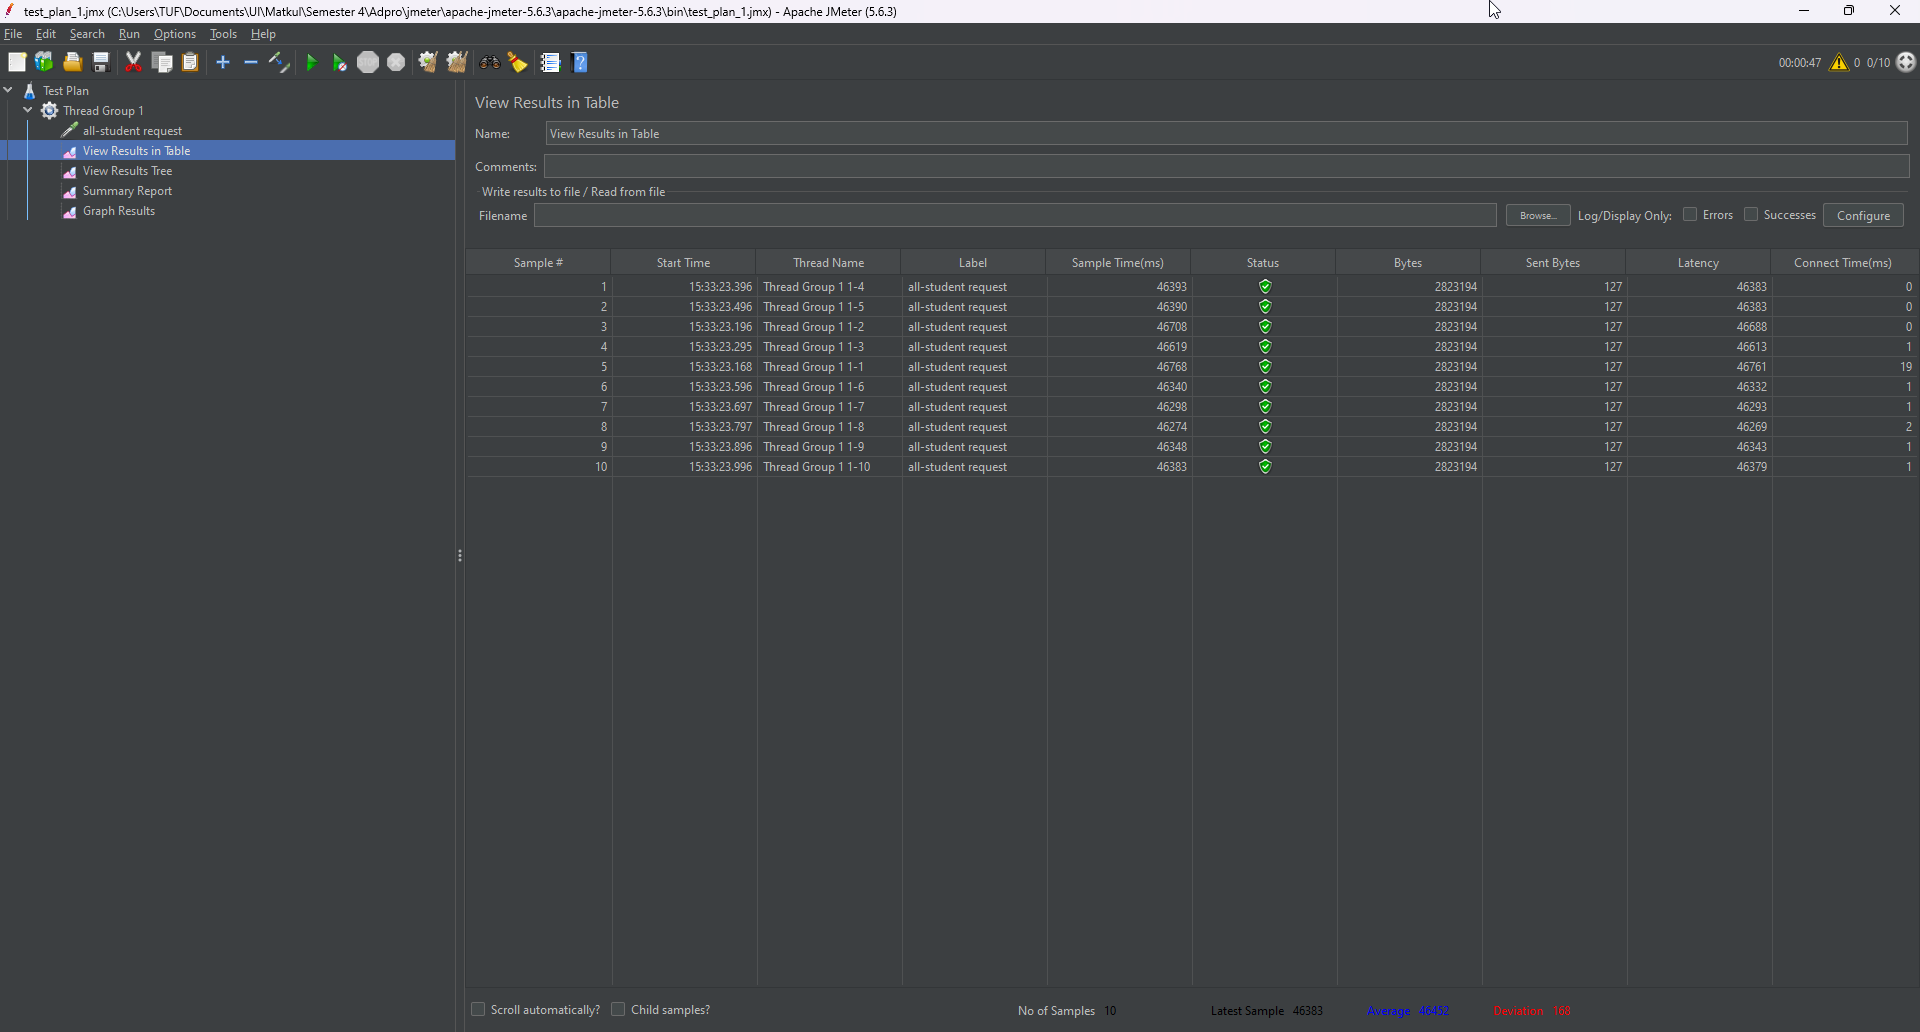 test_plan_1.jmx (C:\Users\TUF\Documents\UI\Matkul\Semester 4\Adpro\jmeter\apache-jmeter-5.6.3\apache-jmeter-5.6.3\bin\test_plan_1.jmx) - Apache JMeter (5.6.3)
File Edit Search Run Options Tools Help
STOP 00:00:47 0 0/10
Test Plan
Thread Group 1
all-student request
View Results in Table
View Results Tree
Summary Report
Graph Results
View Results in Table
Name: View Results in Table
Comments:
Write results to file / Read from file
Filename Browse... Log/Display Only: Errors Successes Configure
Sample # Start Time Thread Name Label Sample Time(ms) Status Bytes Sent Bytes Latency Connect Time(ms)
1 15:33:23.396 Thread Group 1 1-4 all-student request 46393 2823194 127 46383 0
2 15:33:23.496 Thread Group 1 1-5 all-student request 46390 2823194 127 46383 0
3 15:33:23.196 Thread Group 1 1-2 all-student request 46708 2823194 127 46688 0
4 15:33:23.295 Thread Group 1 1-3 all-student request 46619 2823194 127 46613 1
5 15:33:23.168 Thread Group 1 1-1 all-student request 46768 2823194 127 46761 19
6 15:33:23.596 Thread Group 1 1-6 all-student request 46340 2823194 127 46332 1
7 15:33:23.697 Thread Group 1 1-7 all-student request 46298 2823194 127 46293 1
8 15:33:23.797 Thread Group 1 1-8 all-student request 46274 2823194 127 46269 2
9 15:33:23.896 Thread Group 1 1-9 all-student request 46348 2823194 127 46343 1
10 15:33:23.996 Thread Group 1 1-10 all-student request 46383 2823194 127 46379 1
Scroll automatically? Child samples? No of Samples 10 Latest Sample 46383 Average 46452 Deviation 168